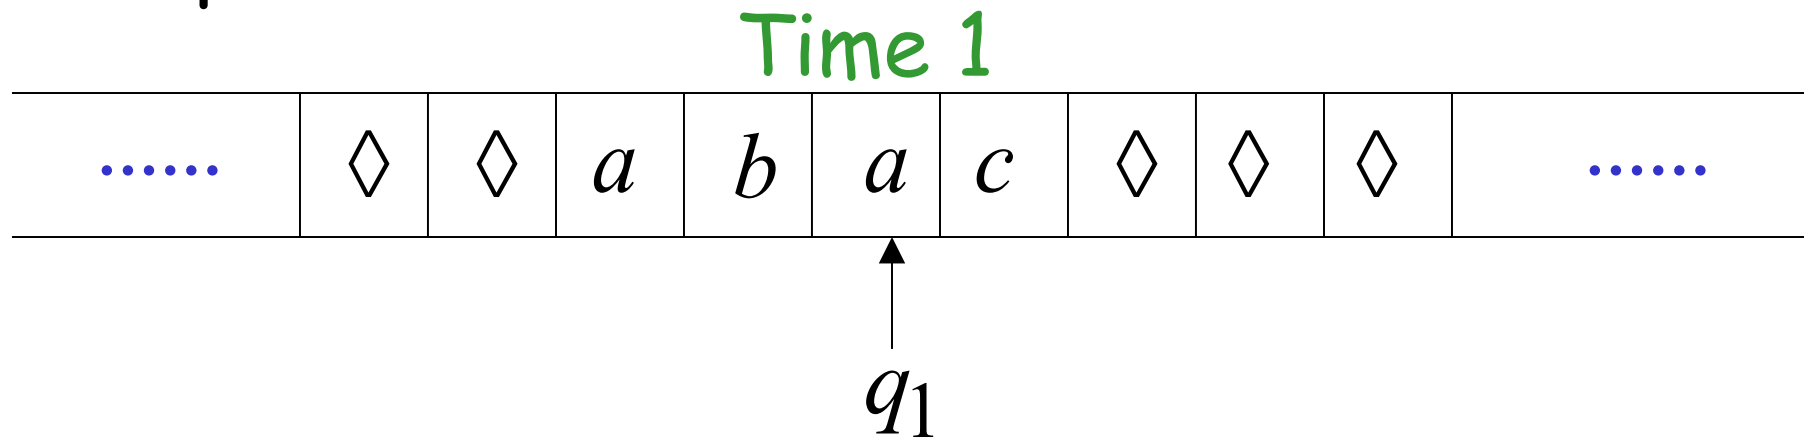 Time 1
...... ◊ ◊ a b a c ◊ ◊ ◊ ......
q₁